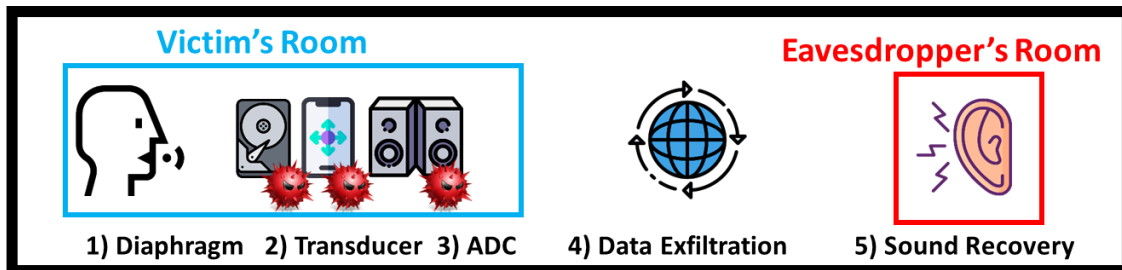 Victim's Room
Eavesdropper's Room
1) Diaphragm 2) Transducer 3) ADC 4) Data Exfiltration 5) Sound Recovery